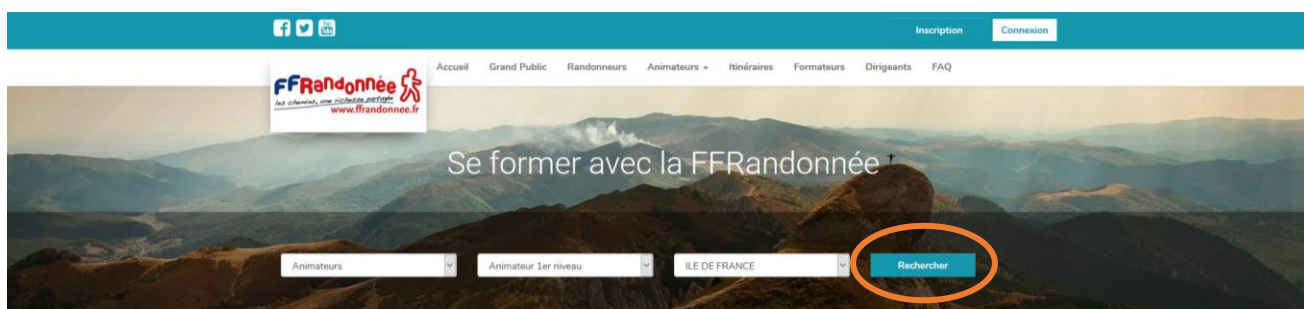 Inscription Connexion
Accueil Grand Public Randonneurs Animateurs Itinéraires Formateurs Dirigeants FAQ
FFRandonnée
les chemins, une richesse partagée
www.ffrandonnee.fr
Se former avec la FFRandonnée
Animateurs Animateur 1er niveau ILE DE FRANCE Rechercher